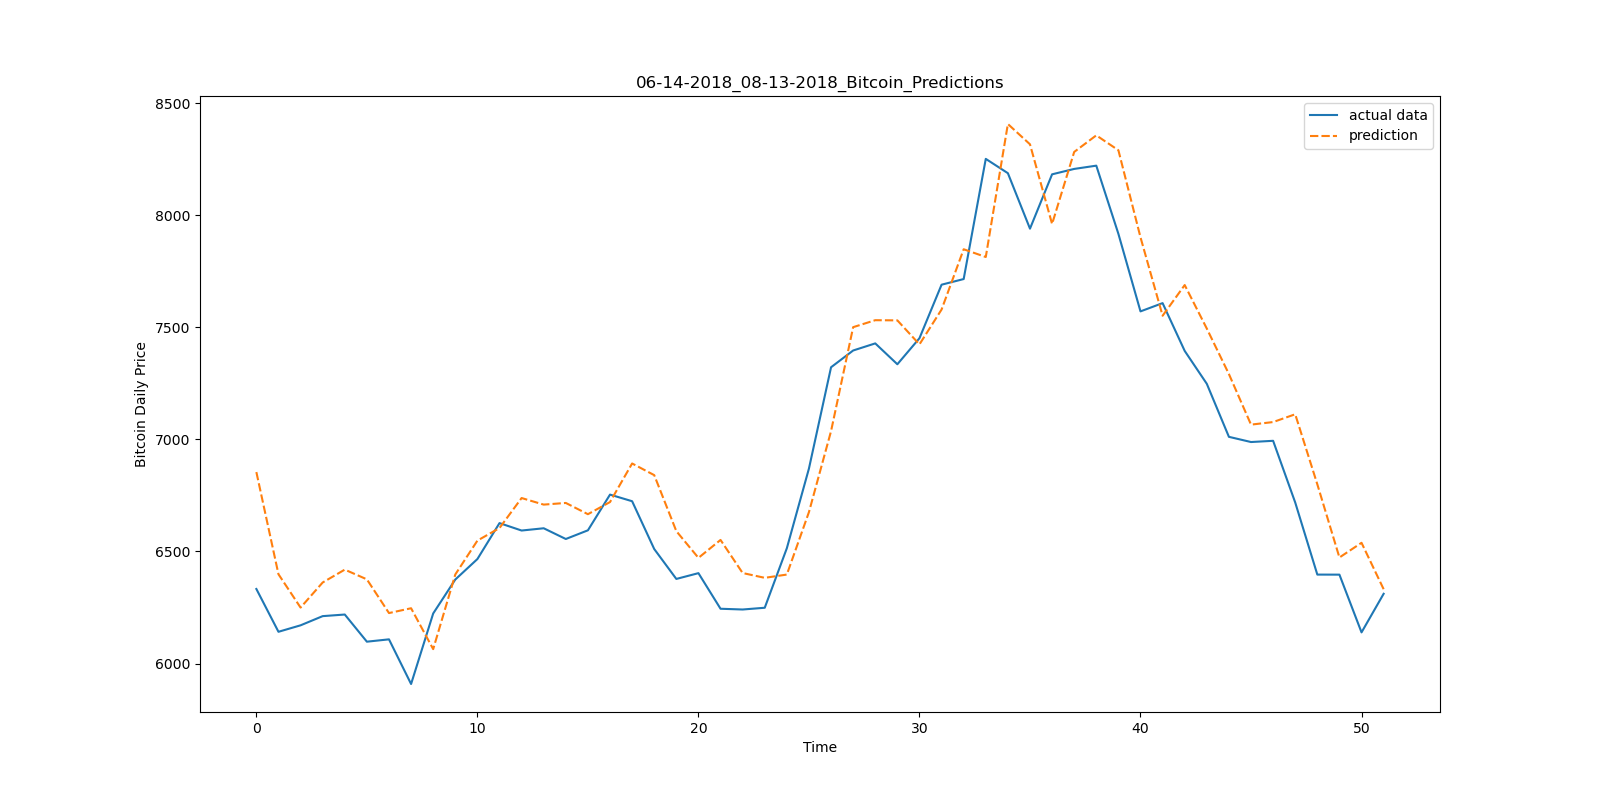 06-14-2018_08-13-2018_Bitcoin_Predictions
actual data
prediction
8500
8000
7500
7000
6500
6000
Bitcoin Daily Price
0 10 20 30 40 50
Time